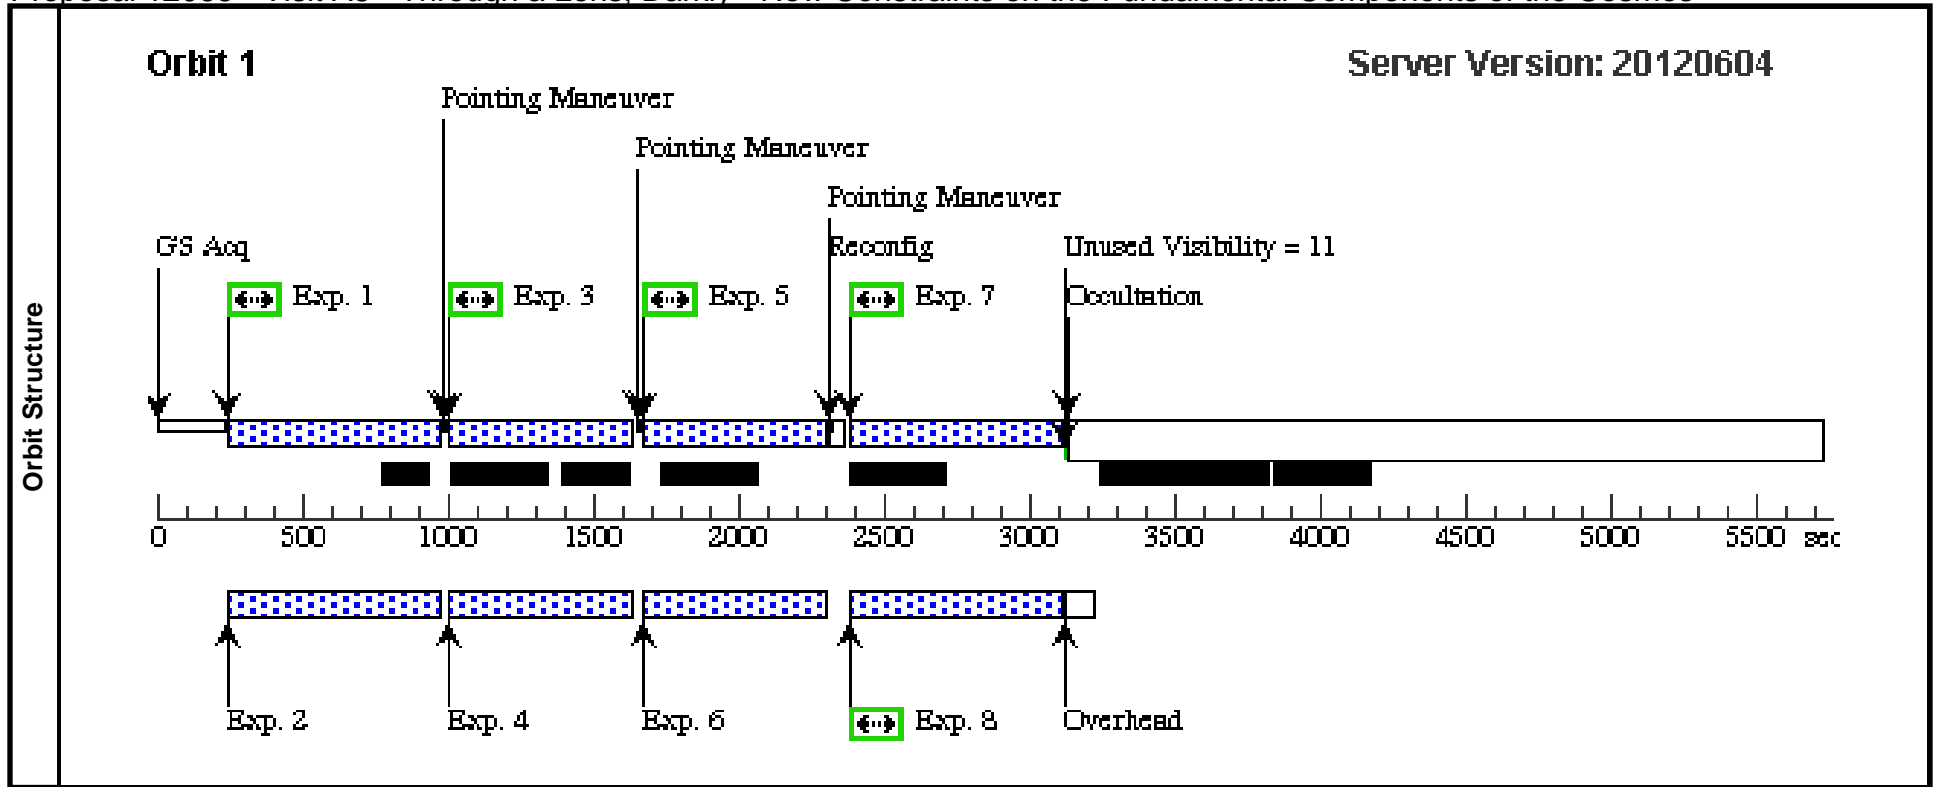 Orbit Structure
Orbit 1
Server Version: 20120604
Pointing Maneuver
Pointing Maneuver
Pointing Maneuver
GS Acq
Reconfig
Unused Visibility = 11
Exp. 1
Exp. 3
Exp. 5
Exp. 7
Occultation
0 500 1000 1500 2000 2500 3000 3500 4000 4500 5000 5500 sec
Exp. 2
Exp. 4
Exp. 6
Exp. 8
Overhead